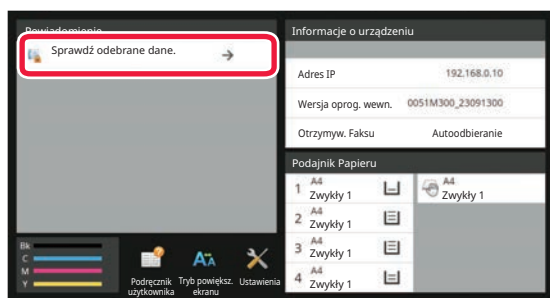 Powiadomienie
Sprawdź odebrane dane.
Informacje o urządzeniu
Adres IP 192.168.0.10
Wersja oprog. wewn. 0051M300_23091300
Otrzymyw. Faksu Autoodbieranie
Podajnik Papieru
1 A4
Zwykły 1
A4
Zwykły 1
2 A4
Zwykły 1
3 A4
Zwykły 1
4 A4
Zwykły 1
Bk
C
M
Y
Podręcznik
użytkownika
Tryb powiększ.
ekranu
Ustawienia